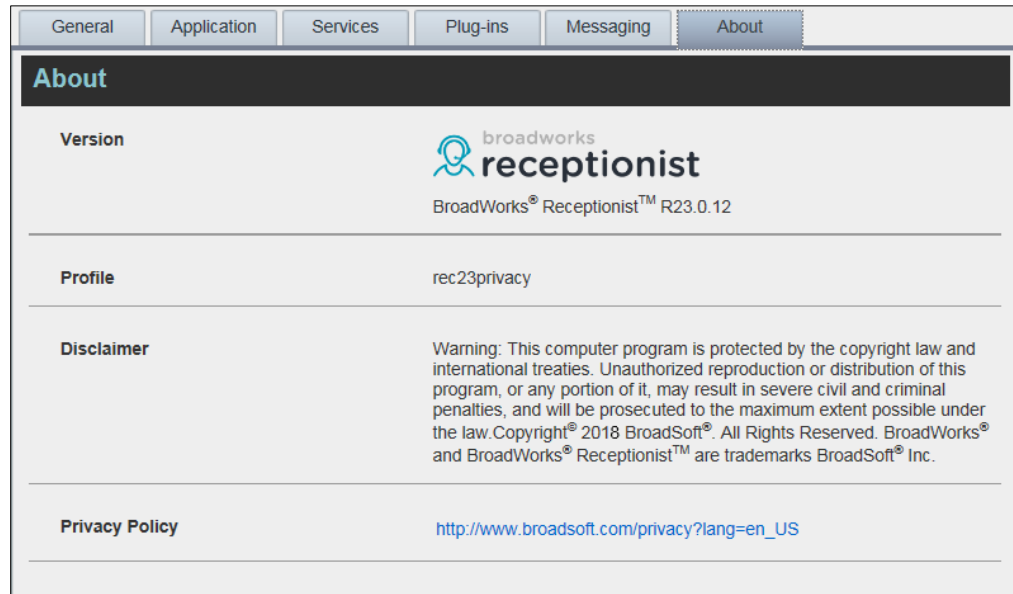 General Application Services Plug-ins Messaging About
About
Version
broadworks
receptionist
BroadWorks® Receptionist™ R23.0.12
Profile rec23privacy
Disclaimer Warning: This computer program is protected by the copyright law and
international treaties. Unauthorized reproduction or distribution of this
program, or any portion of it, may result in severe civil and criminal
penalties, and will be prosecuted to the maximum extent possible under
the law.Copyright® 2018 BroadSoft®. All Rights Reserved. BroadWorks®
and BroadWorks® Receptionist™ are trademarks BroadSoft® Inc.
Privacy Policy http://www.broadsoft.com/privacy?lang=en_US